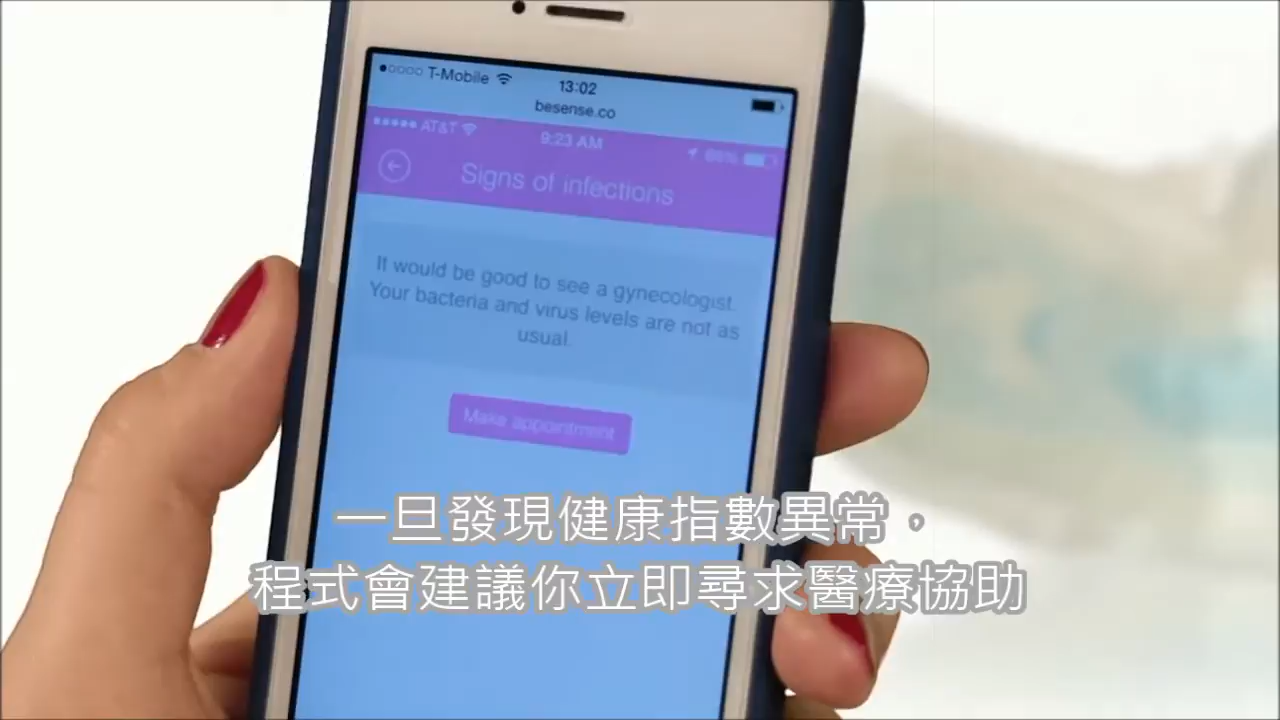 T-Mobile 13:02
besense.co
AT&T 9:23 AM 86%
Signs of infections
It would be good to see a gynecologist.
Your bacteria and virus levels are not as
usual.
Make appointment
一旦發現健康指數異常，
程式會建議你立即尋求醫療協助